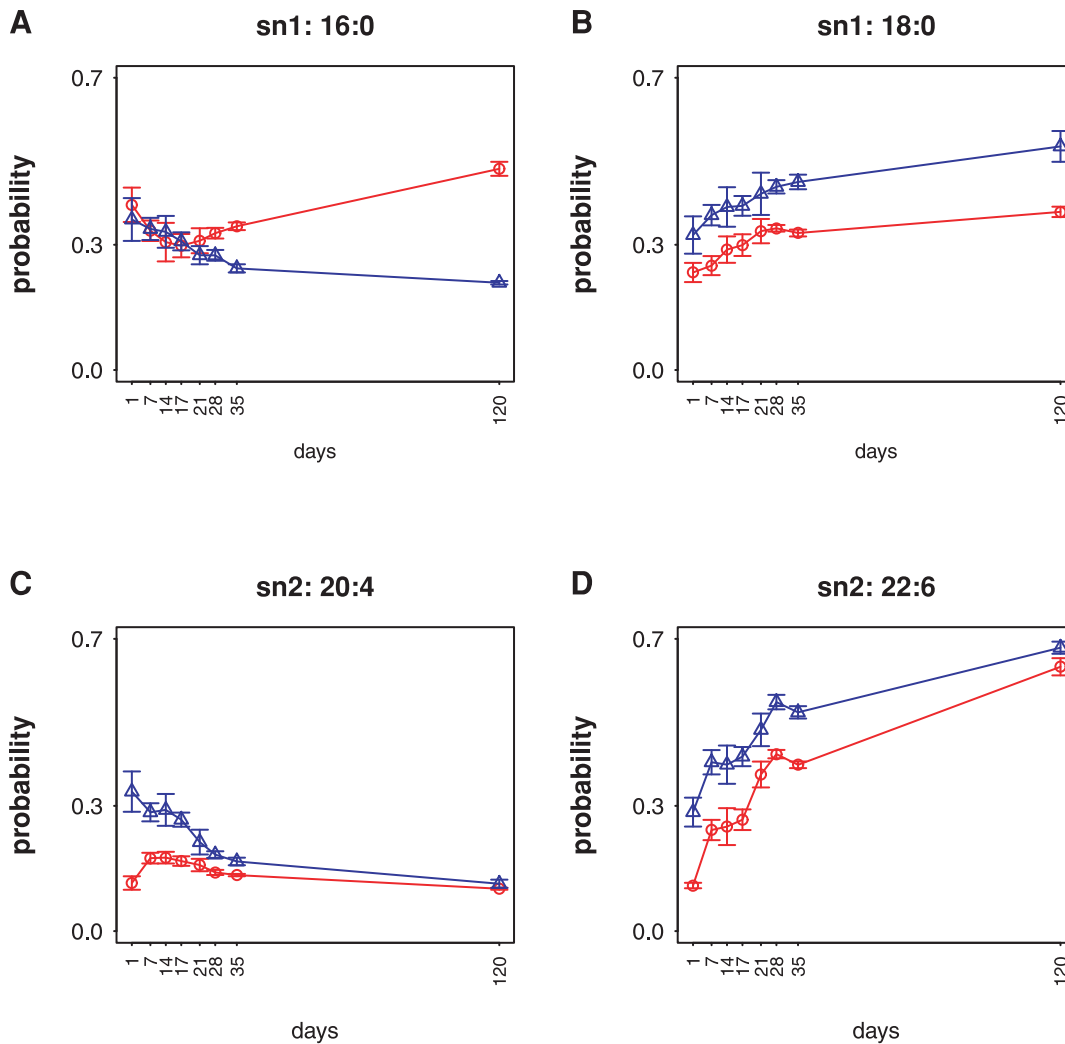 A
sn1: 16:0
probability
0.7
0.3
0.0
1 7 14 17 21 28 35 120
days
B
sn1: 18:0
probability
0.7
0.3
0.0
1 7 14 17 21 28 35 120
days
C
sn2: 20:4
probability
0.7
0.3
0.0
1 7 14 17 21 28 35 120
days
D
sn2: 22:6
probability
0.7
0.3
0.0
1 7 14 17 21 28 35 120
days